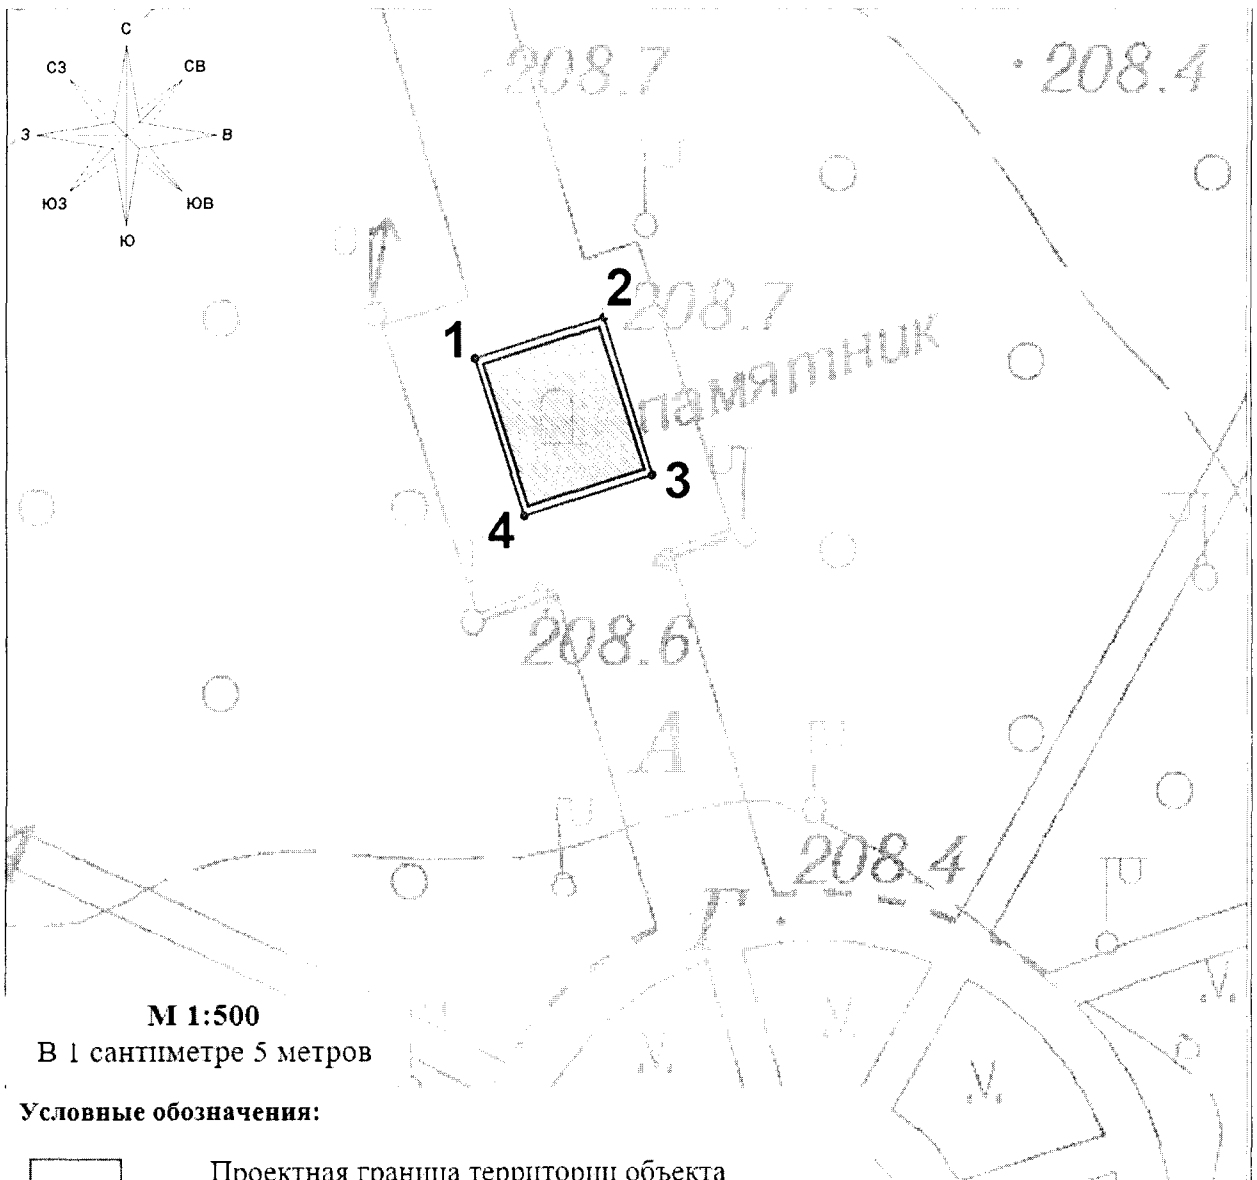 С
СЗ
СВ
З
В
ЮЗ
ЮВ
Ю
208.7
208.4
208.7
памятник
1
2
3
4
208.6
А
208.4
М 1:500
В 1 сантиметре 5 метров
Условные обозначения:
Проектная граница территории объекта